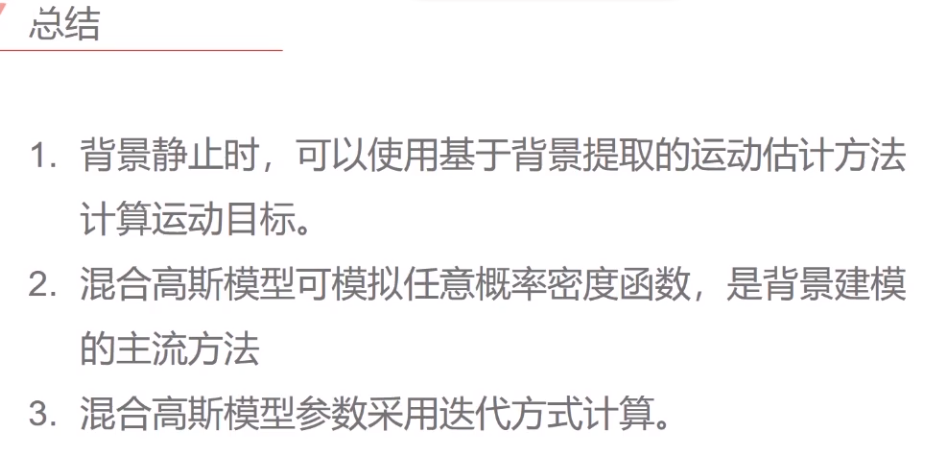 总结
1. 背景静止时，可以使用基于背景提取的运动估计方法
计算运动目标。
2. 混合高斯模型可模拟任意概率密度函数，是背景建模
的主流方法
3. 混合高斯模型参数采用迭代方式计算。